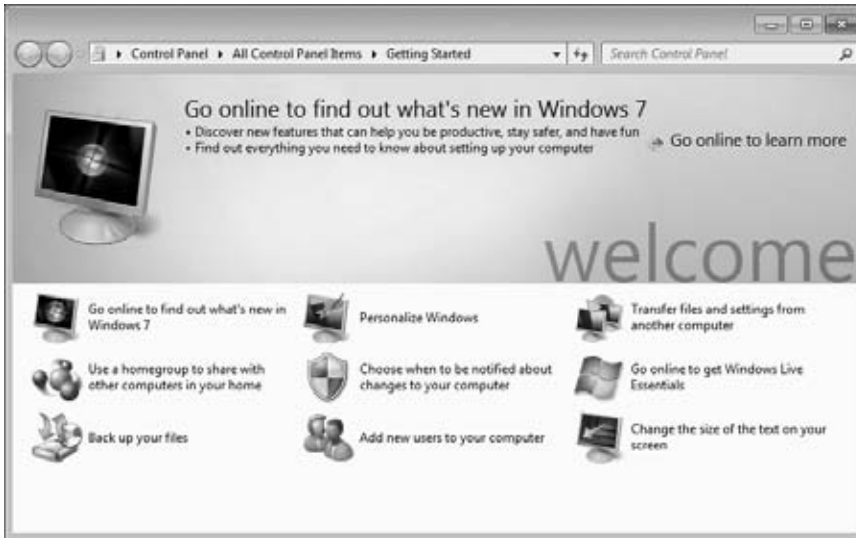 Control Panel ▸ All Control Panel Items ▸ Getting Started
Search Control Panel
Go online to find out what's new in Windows 7
• Discover new features that can help you be productive, stay safer, and have fun
• Find out everything you need to know about setting up your computer
Go online to learn more
welcome
Go online to find out what's new in
Windows 7
Personalize Windows
Transfer files and settings from
another computer
Use a homegroup to share with
other computers in your home
Choose when to be notified about
changes to your computer
Go online to get Windows Live
Essentials
Back up your files
Add new users to your computer
Change the size of the text on your
screen